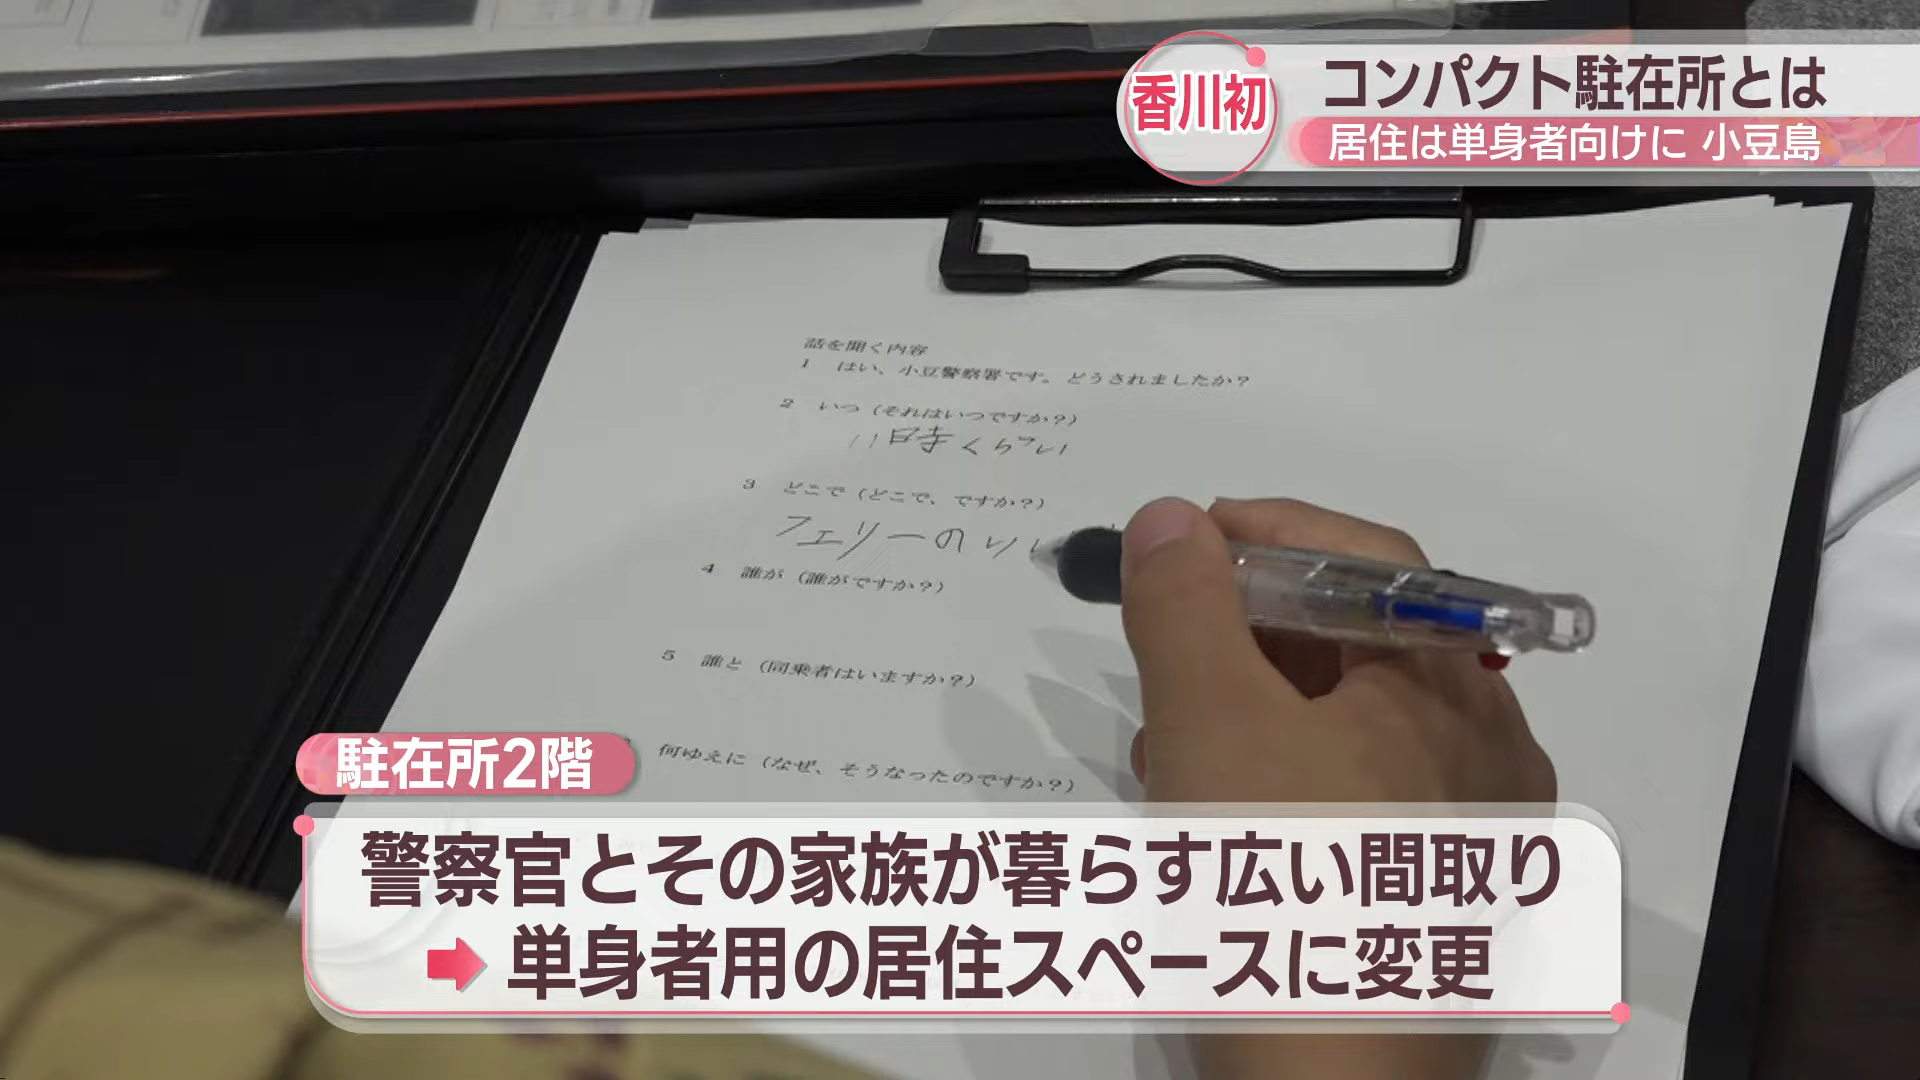 香川初
コンパクト駐在所とは
居住は単身者向けに 小豆島
話を聞く内容
1 はい、小豆警察署です。どうされましたか?
2 いつ(それはいつですか?)
11時くらい
3 どこで(どこで、ですか?)
フェリーの
4 誰が(誰がですか?)
5 誰と(同乗者はいますか?)
何ゆえに(なぜ、そうなったのですか?)
駐在所2階
警察官とその家族が暮らす広い間取り
➡単身者用の居住スペースに変更